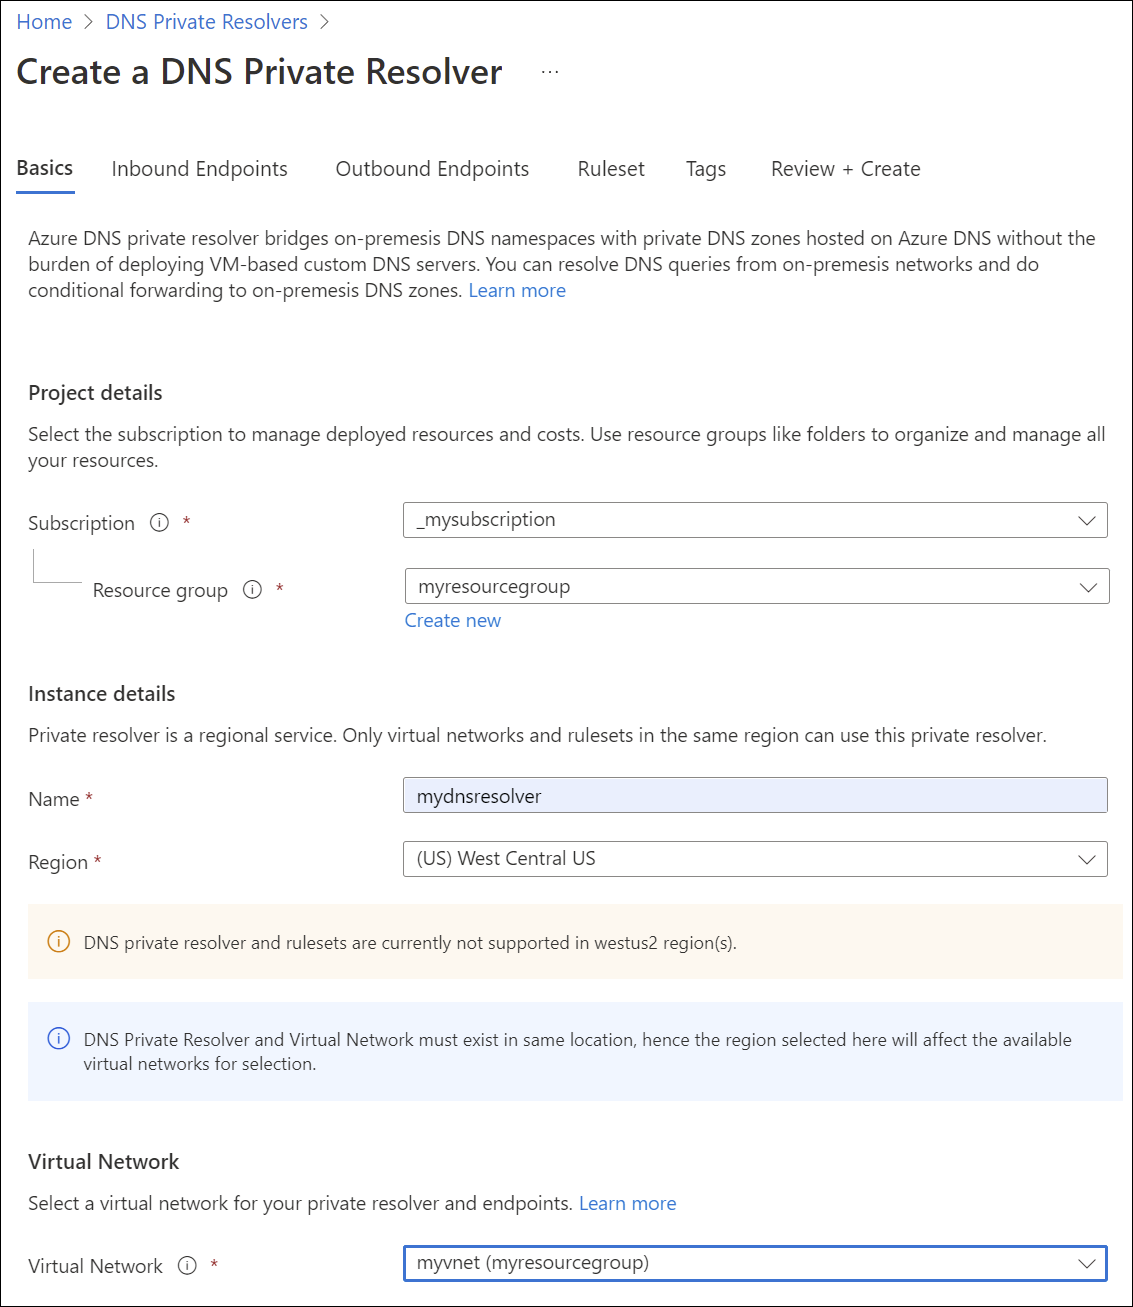 Home > DNS Private Resolvers >
Create a DNS Private Resolver ...
Basics Inbound Endpoints Outbound Endpoints Ruleset Tags Review + Create
Azure DNS private resolver bridges on-premesis DNS namespaces with private DNS zones hosted on Azure DNS without the
burden of deploying VM-based custom DNS servers. You can resolve DNS queries from on-premesis networks and do
conditional forwarding to on-premesis DNS zones. Learn more
Project details
Select the subscription to manage deployed resources and costs. Use resource groups like folders to organize and manage all
your resources.
Subscription * _mysubscription
Resource group * myresourcegroup
Create new
Instance details
Private resolver is a regional service. Only virtual networks and rulesets in the same region can use this private resolver.
Name * mydnsresolver
Region * (US) West Central US
DNS private resolver and rulesets are currently not supported in westus2 region(s).
DNS Private Resolver and Virtual Network must exist in same location, hence the region selected here will affect the available
virtual networks for selection.
Virtual Network
Select a virtual network for your private resolver and endpoints. Learn more
Virtual Network * myvnet (myresourcegroup)